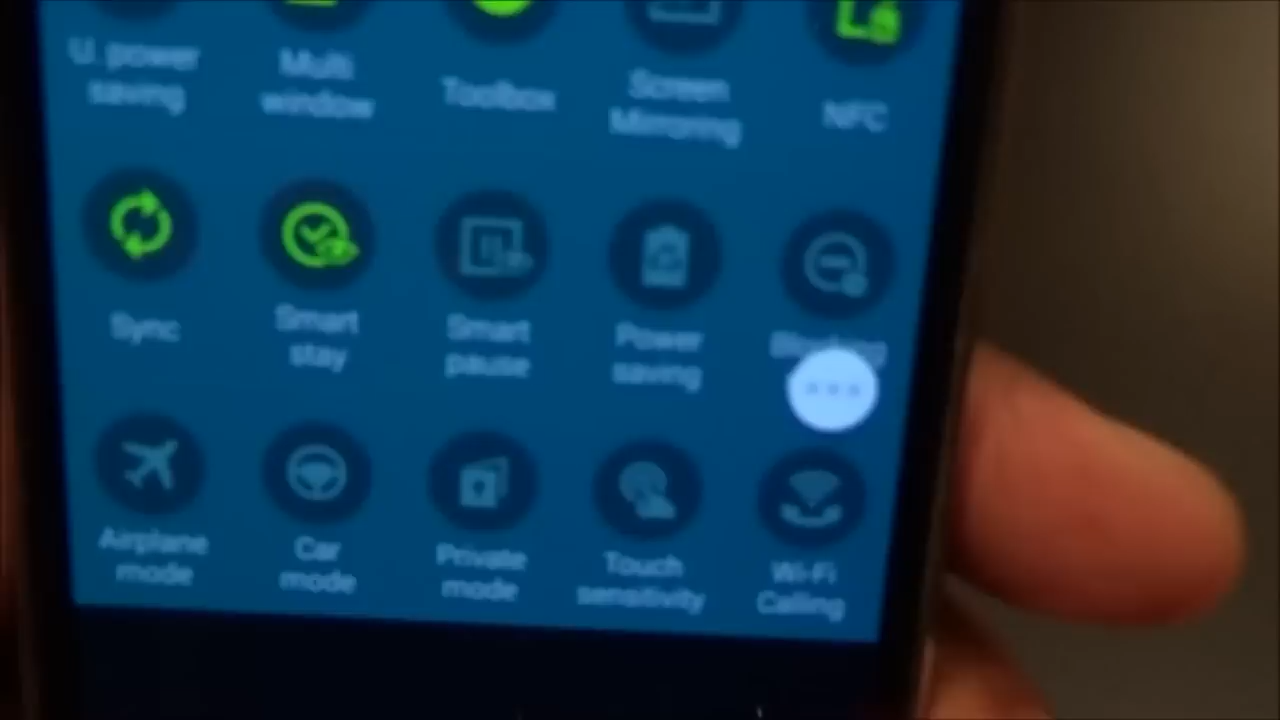 U. power
saving
Multi
window
Toolbox
Screen
Mirroring
NFC
Sync
Smart
stay
Smart
pause
Power
saving
Blocking
Airplane
mode
Car
mode
Private
mode
Touch
sensitivity
Wi-Fi
Calling